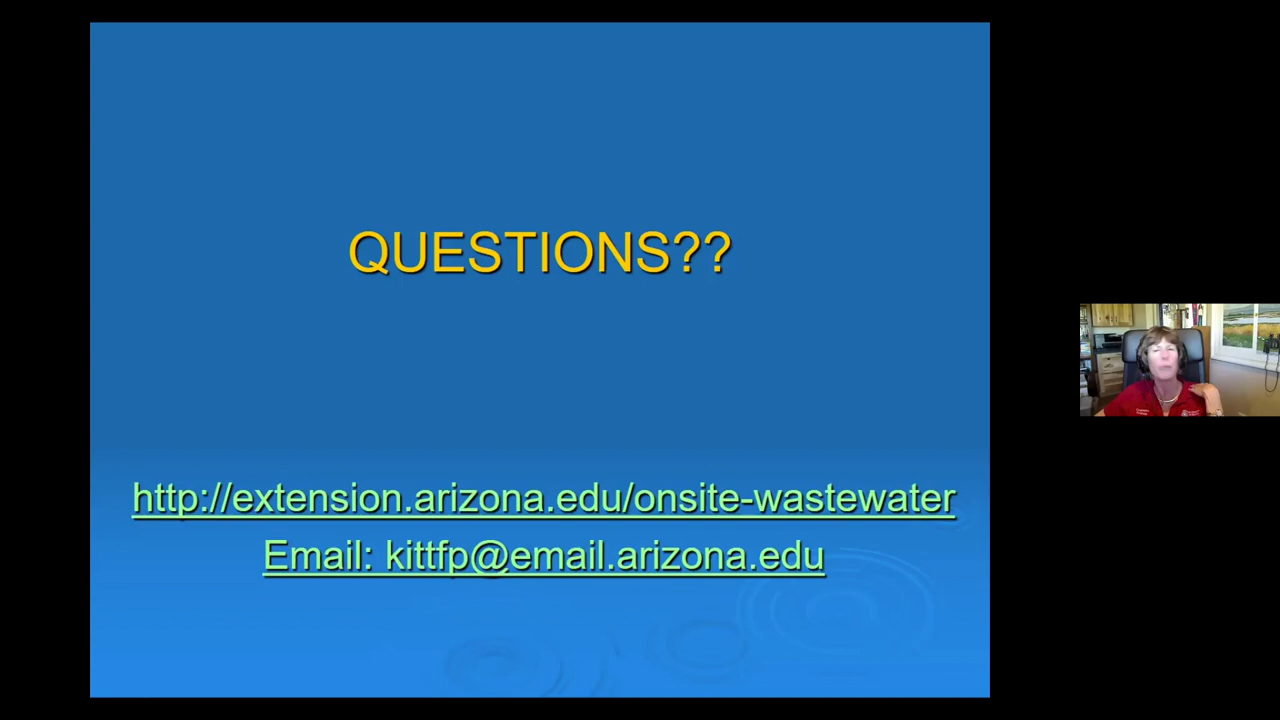 QUESTIONS??
http://extension.arizona.edu/onsite-wastewater
Email: kittfp@email.arizona.edu